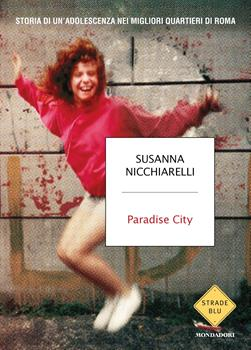 STORIA DI UN'ADOLESCENZA NEI MIGLIORI QUARTIERI DI ROMA
SUSANNA
NICCHIARELLI
Paradise City
STRADE
BLU
MONDADORI